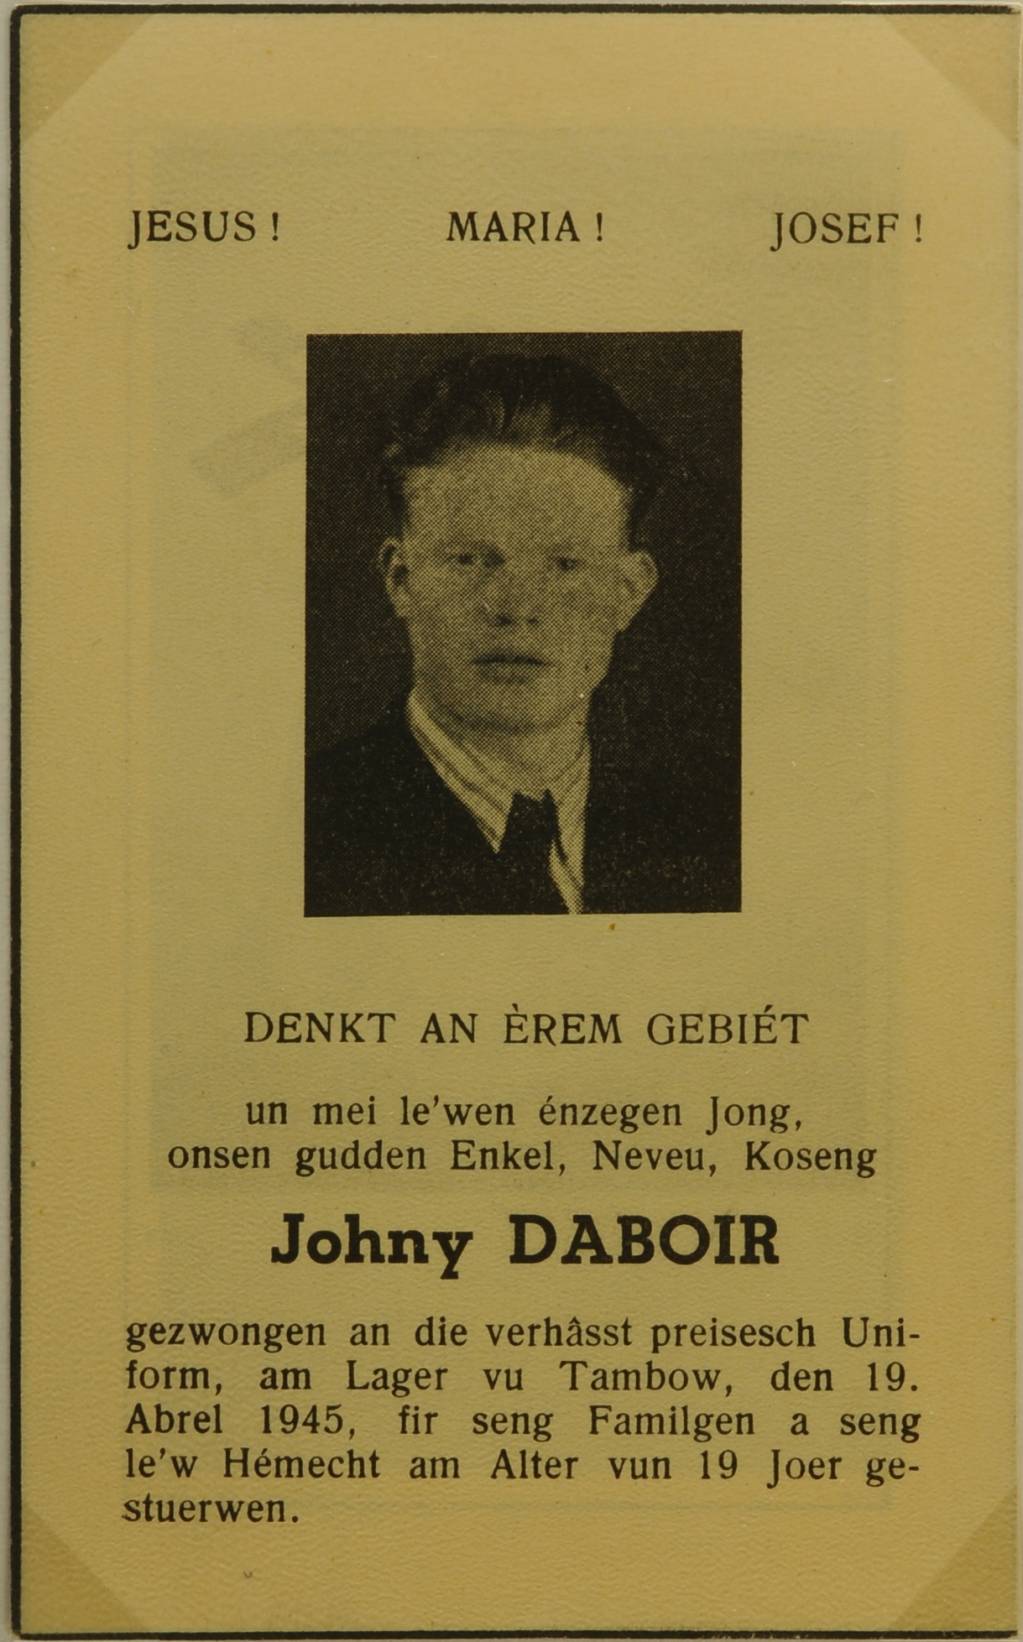 JESUS ! MARIA ! JOSEF !
DENKT AN ÈREM GEBIÉT
un mei le'wen énzegen Jong,
onsen gudden Enkel, Neveu, Koseng
Johny DABOIR
gezwongen an die verhâsst preisesch Uni-
form, am Lager vu Tambow, den 19.
Abrel 1945, fir seng Familgen a seng
le'w Hémecht am Alter vun 19 Joer ge-
stuerwen.